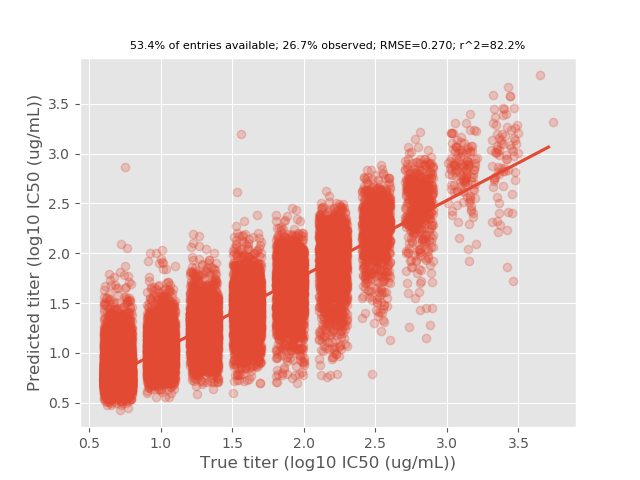 53.4% of entries available; 26.7% observed; RMSE=0.270; r^2=82.2%
Predicted titer (log10 IC50 (ug/mL))
3.5
3.0
2.5
2.0
1.5
1.0
0.5
0.5 1.0 1.5 2.0 2.5 3.0 3.5
True titer (log10 IC50 (ug/mL))